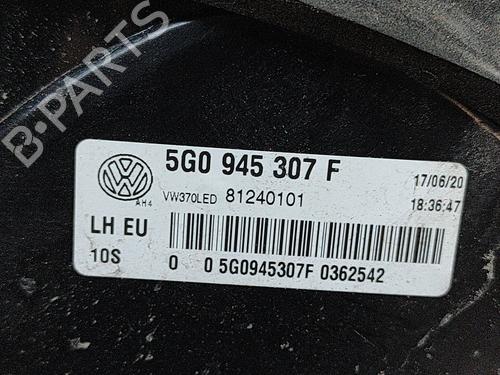 B-PARTS
5G0 945 307 F
17/06/20
AH4
VW370LED 81240101
18:36:47
LH EU
10S
0 0 5G0945307F 0362542